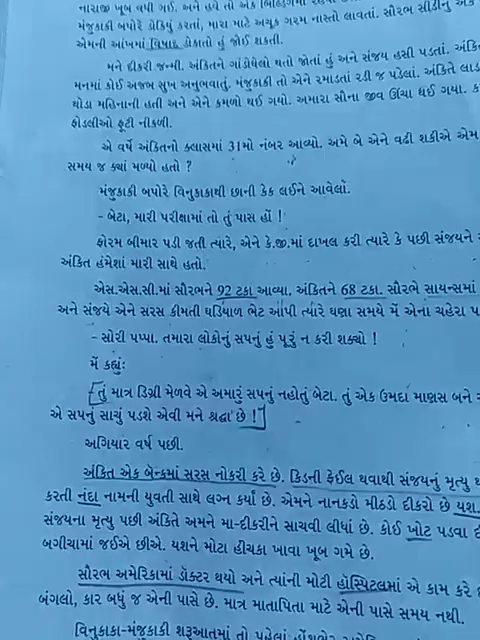 નારાજી ખૂબ વધી ગઈ. અને હવે તો એક બિલ્ડિંગમાં
મંજુકાકી બપોરે ડોકિયું કરતાં, મારા માટે અચુક ગરમ નાસ્તો લાવતાં. સૌરભ સીડીનું એક
એમની આંખમાં વિષાદ ડોકાતો હું જોઈ શકતી.
મને દીકરી જન્મી. અંકિતને ગાંડોઘેલો થતો જોતાં હું અને સંજય હસી પડતાં. અંકિ
મનમાં કોઈ અજબ સુખ અનુભવાતું. મંજુકાકી તો એને રમાડતાં રડી જ પડેલાં. અંકિતે લાડ
થોડા મહિનાની હતી અને એને કમળો થઈ ગયો. અમારા સૌના જીવ ઊંચા થઈ ગયા.
ફોડલીઓ ફૂટી નીકળી.
એ વર્ષે અંકિતનો ક્લાસમાં 31મો નંબર આવ્યો. અમે બે એને વઢી શકીએ એમ
સમય જ ક્યાં મળ્યો હતો ?
મંજુકાકી બપોરે વિનુકાકાથી છાની કેક લઈને આવેલાં.
- બેટા, મારી પરીક્ષામાં તો તું પાસ હોં !
ફોરમ બીમાર પડી જતી ત્યારે, એને કે.જી.માં દાખલ કરી ત્યારે કે પછી સંજયને
અંકિત હંમેશાં મારી સાથે હતો.
એસ.એસ.સી.માં સૌરભને 92 ટકા આવ્યા. અંકિતને 68 ટકા. સૌરભે સાયન્સમાં
અને સંજયે એને સરસ કીમતી ઘડિયાળ ભેટ આપી ત્યારે ઘણા સમયે મેં એના ચહેરા પ
- સોરી પપ્પા. તમારા લોકોનું સપનું હું પૂરું ન કરી શક્યો !
મેં કહ્યુંઃ
[તું માત્ર ડિગ્રી મેળવે એ અમારું સપનું નહોતું બેટા. તું એક ઉમદા માણસ બને
એ સપનું સાચું પડશે એવી મને શ્રદ્ધા છે !]
અગિયાર વર્ષ પછી.
અંકિત એક બૅન્કમાં સરસ નોકરી કરે છે. કિડની ફેઈલ થવાથી સંજયનું મૃત્યુ થ
કરતી નંદા નામની યુવતી સાથે લગ્ન કર્યાં છે. એમને નાનકડો મીઠડો દીકરો છે યશ.
સંજયના મૃત્યુ પછી અંકિતે અમને મા-દીકરીને સાચવી લીધાં છે. કોઈ ખોટ પડવા દી
બગીચામાં જઈએ છીએ. યશને મોટા હીંચકા ખાવા ખૂબ ગમે છે.
સૌરભ અમેરિકામાં ડૉક્ટર થયો અને ત્યાંની મોટી હૉસ્પિટલમાં એ કામ કરે
બંગલો, કાર બધું જ એની પાસે છે. માત્ર માતાપિતા માટે એની પાસે સમય નથી.
વિનુકાકા-મંજુકાકી શરૂઆતમાં તો